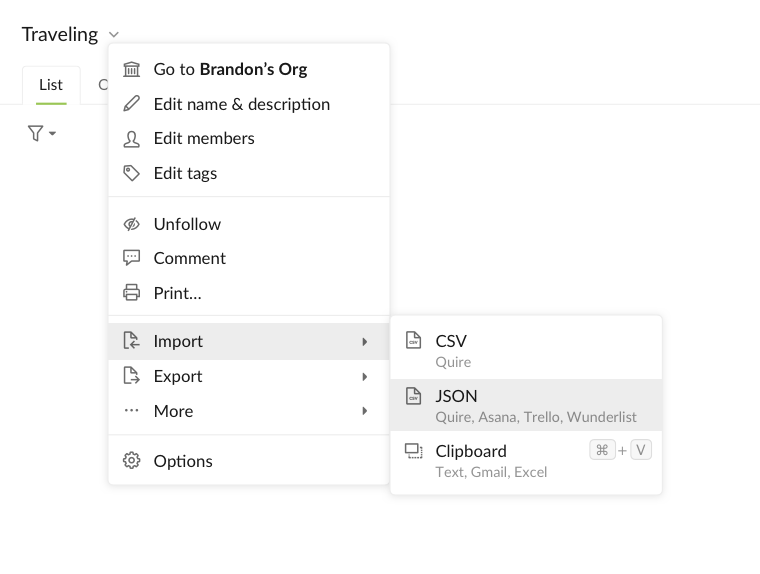 Traveling
Go to Brandon’s Org
List
Edit name & description
Edit members
Edit tags
Unfollow
Comment
Print...
Import
Export
More
Options
CSV
Quire
JSON
Quire, Asana, Trello, Wunderlist
Clipboard ⌘ + V
Text, Gmail, Excel